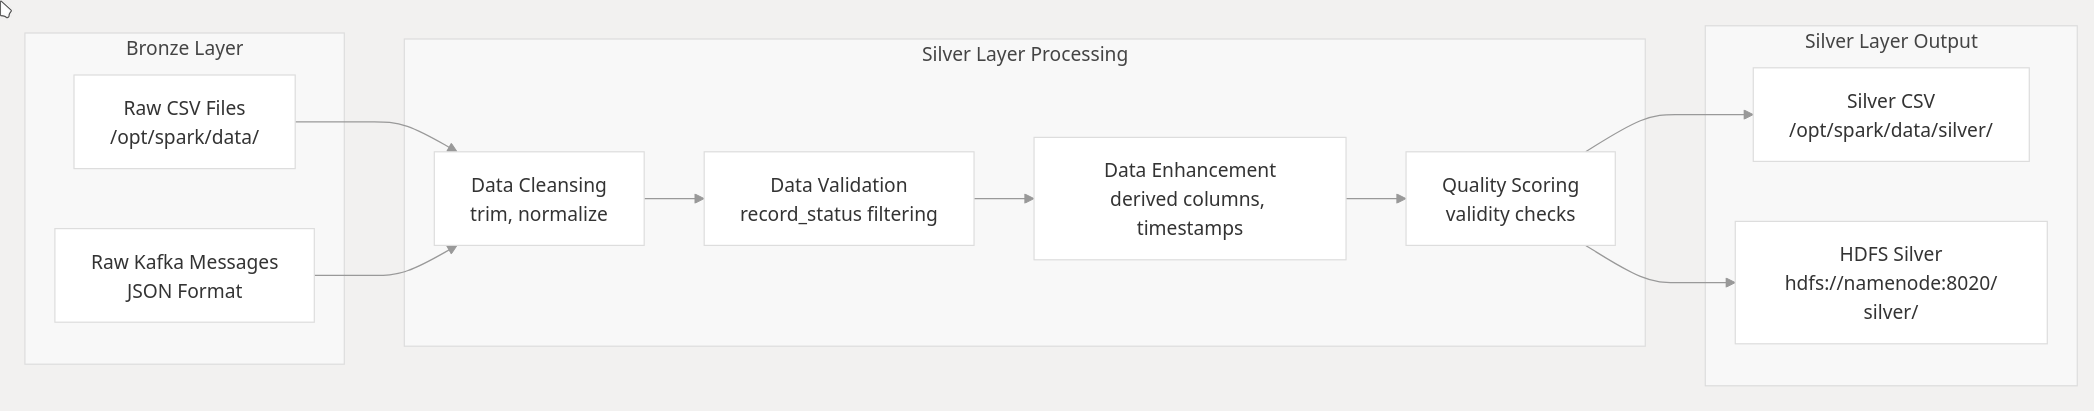 Bronze Layer
Raw CSV Files
/opt/spark/data/
Raw Kafka Messages
JSON Format
Silver Layer Processing
Data Cleansing
trim, normalize
Data Validation
record_status filtering
Data Enhancement
derived columns,
timestamps
Quality Scoring
validity checks
Silver Layer Output
Silver CSV
/opt/spark/data/silver/
HDFS Silver
hdfs://namenode:8020/
silver/